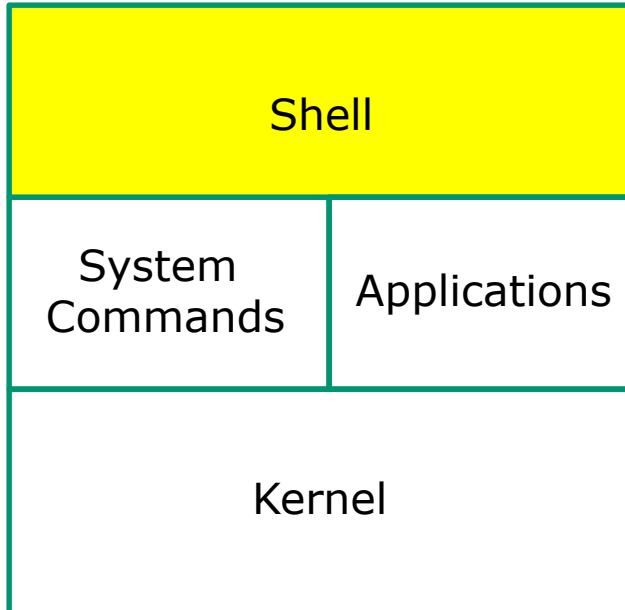 Shell
System
Commands
Applications
Kernel